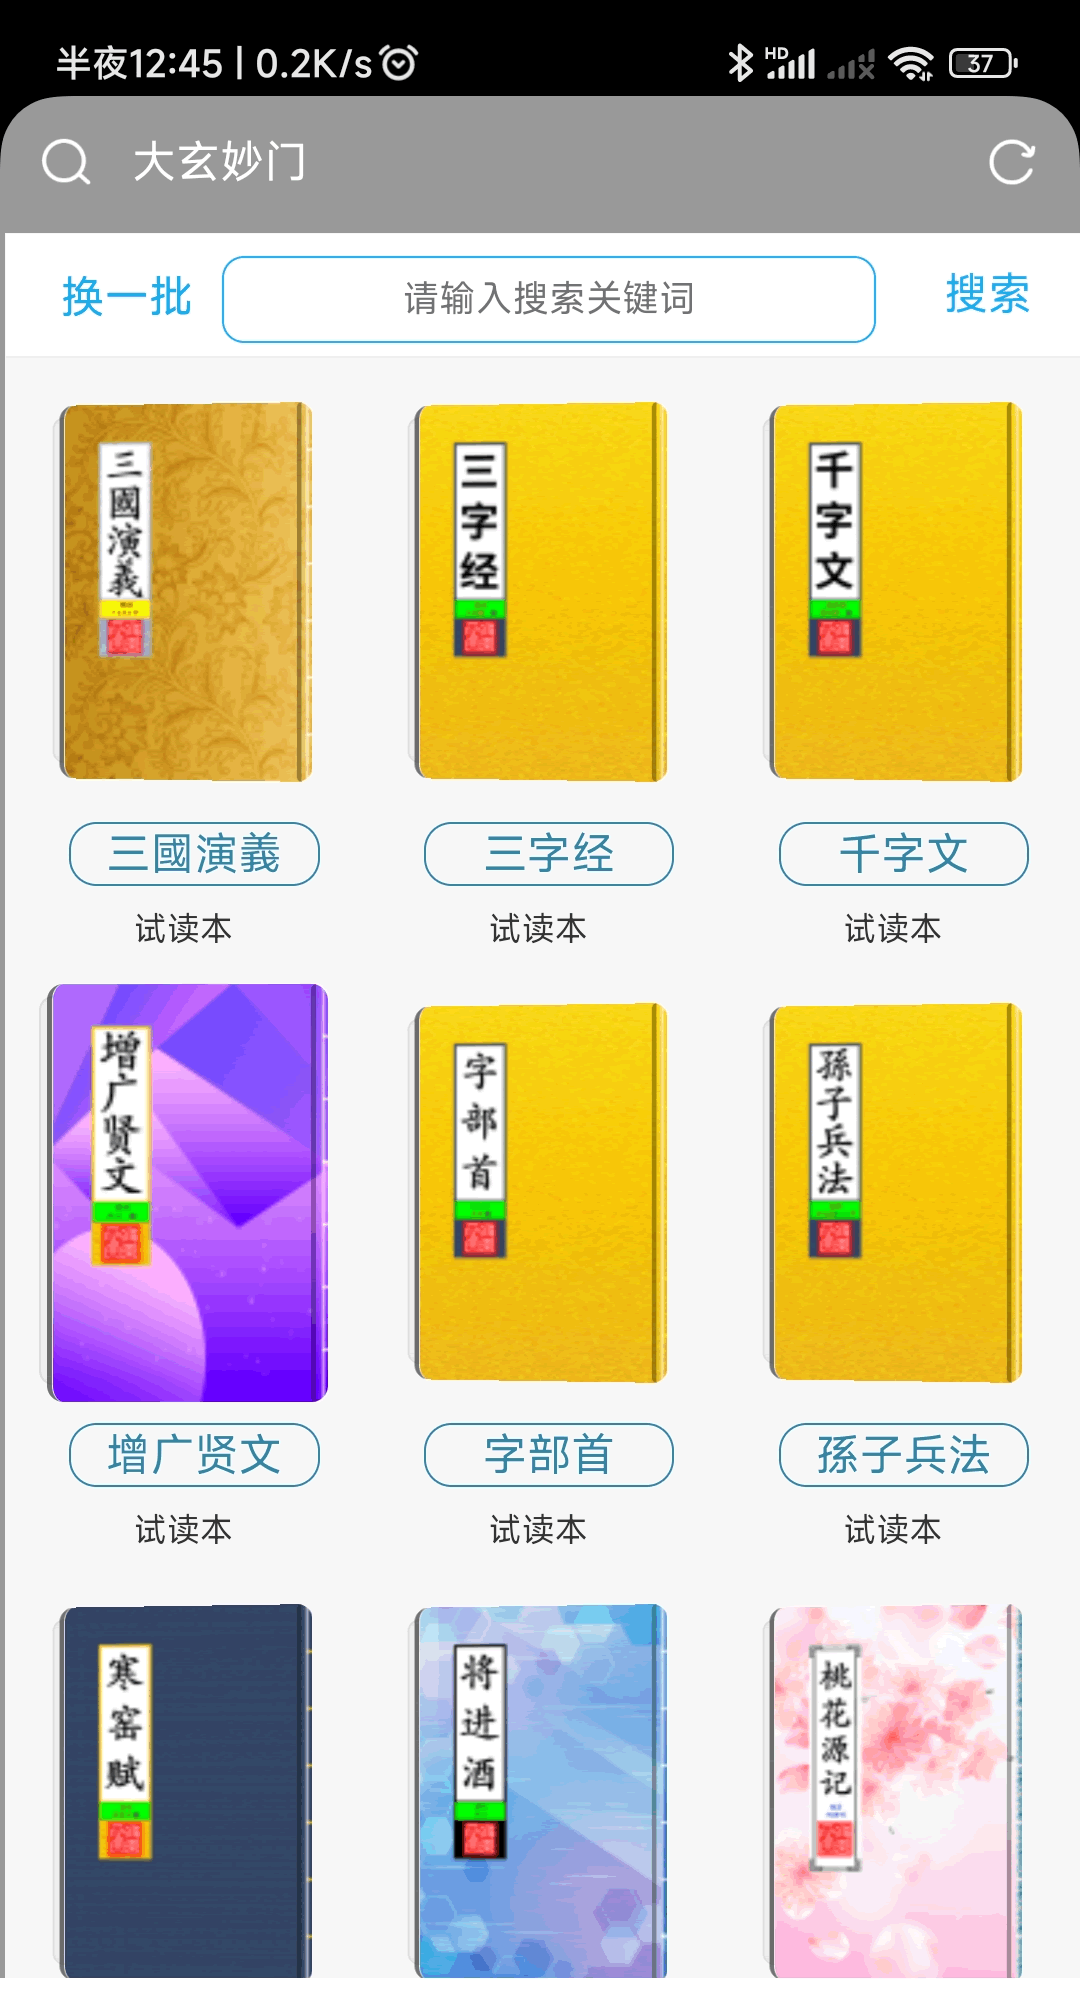 半夜12:45 | 0.2K/s
HD
37
大玄妙门
换一批
请输入搜索关键词
搜索
三國演義
三字经
千字文
三國演義
三字经
千字文
试读本
试读本
试读本
增广贤文
字部首
孫子兵法
增广贤文
字部首
孫子兵法
试读本
试读本
试读本
寒窑赋
将进酒
桃花源记